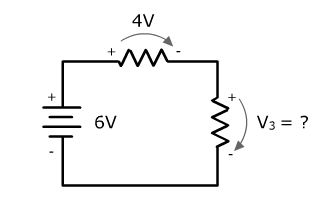 4V
+ -
+ 6V -
+ V₃ = ? -